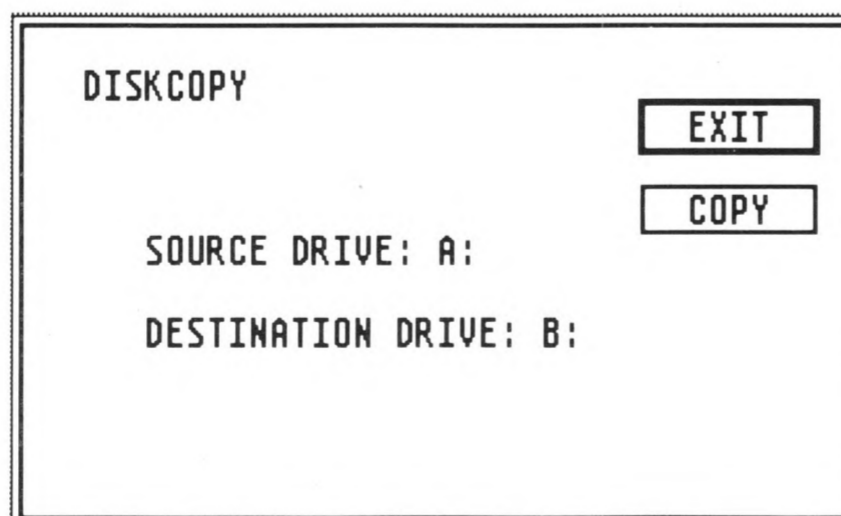 DISKCOPY
EXIT
COPY
SOURCE DRIVE: A:
DESTINATION DRIVE: B: